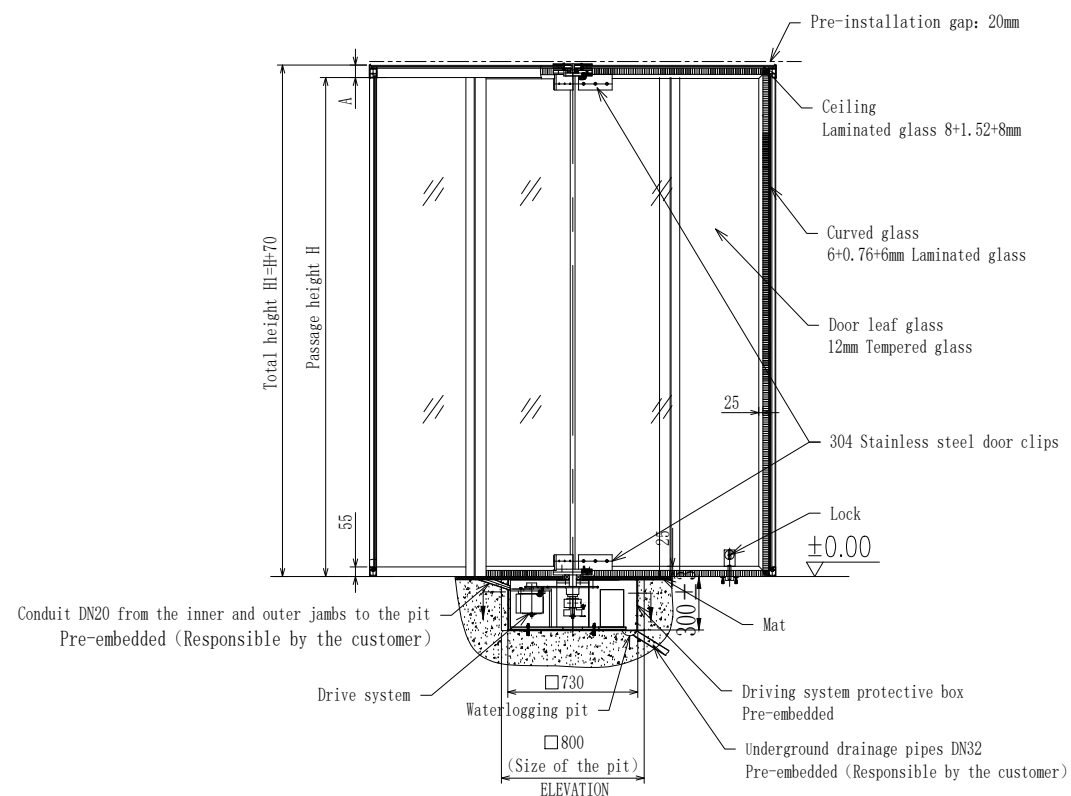 Pre-installation gap: 20mm
A
Ceiling
Laminated glass 8+1.52+8mm
Curved glass
6+0.76+6mm Laminated glass
Total height H1=H+70
Passage height H
Door leaf glass
12mm Tempered glass
25
304 Stainless steel door clips
55
25
Lock
±0.00
Conduit DN20 from the inner and outer jambs to the pit
Pre-embedded (Responsible by the customer)
300
Mat
Drive system
□730
Waterlogging pit
Driving system protective box
Pre-embedded
□800
(Size of the pit)
ELEVATION
Underground drainage pipes DN32
Pre-embedded (Responsible by the customer)